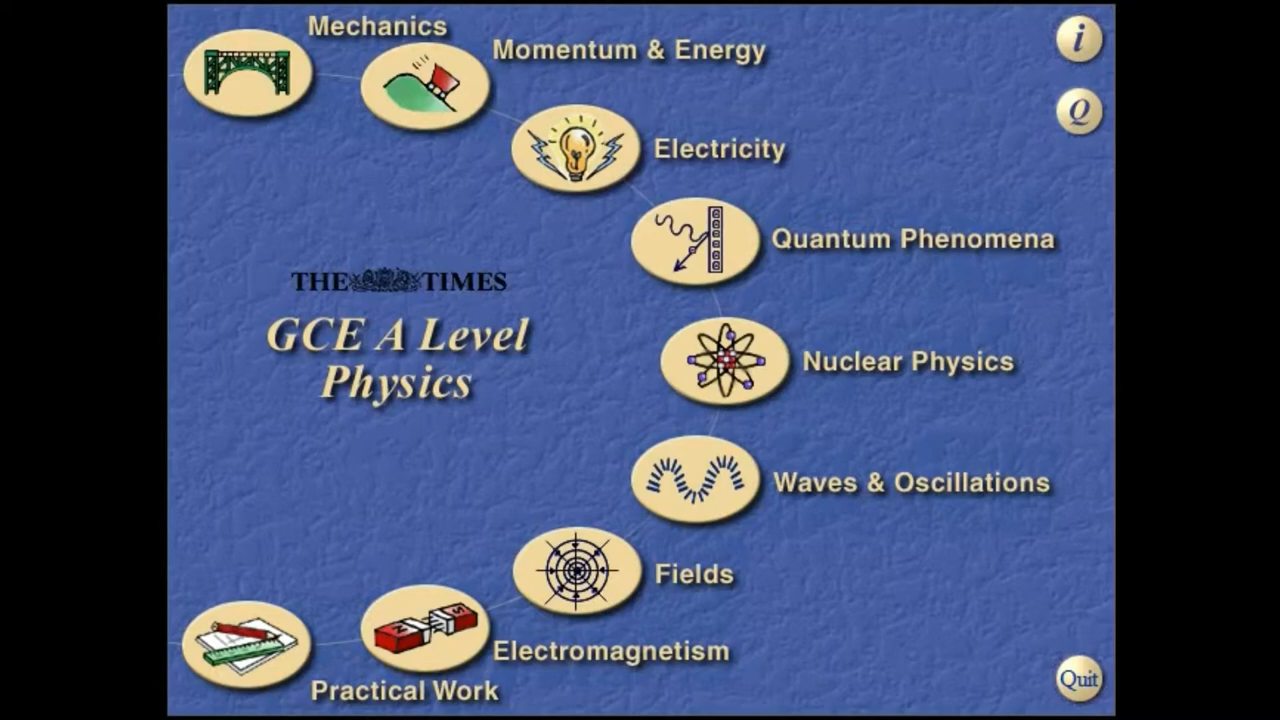 Mechanics
Momentum & Energy
Electricity
Quantum Phenomena
THE TIMES
GCE A Level
Physics
Nuclear Physics
Waves & Oscillations
Fields
Electromagnetism
Practical Work
i
Q
Quit
N
S